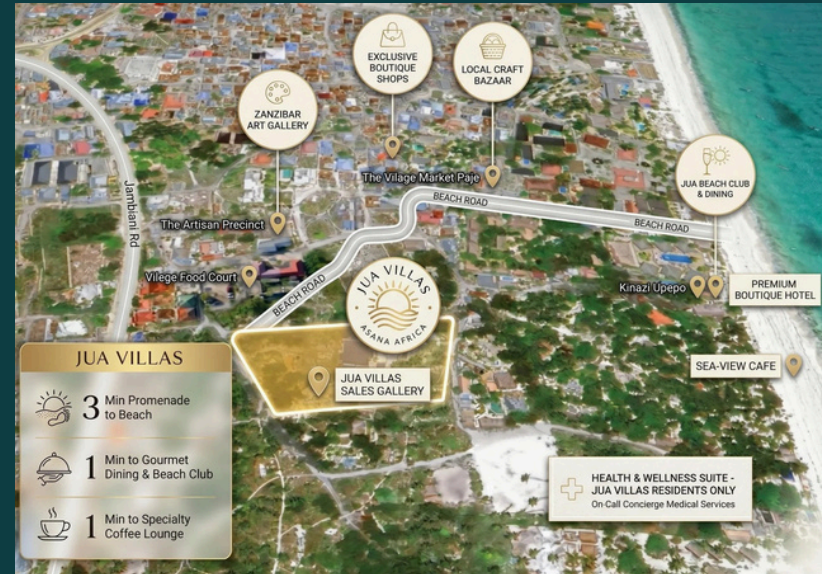 EXCLUSIVE
BOUTIQUE
SHOPS
LOCAL CRAFT
BAZAAR
ZANZIBAR
ART GALLERY
JUA BEACH CLUB
& DINING
The Vilage Market Paje
BEACH ROAD
BEACH ROAD
Jambiani Rd
The Artisan Precinct
Vilege Food Court
BEACH ROAD
JUA VILLAS
ASANA AFRICA
Kinazi Upepo
PREMIUM
BOUTIQUE HOTEL
SEA-VIEW CAFE
JUA VILLAS
SALES GALLERY
JUA VILLAS
3 Min Promenade
to Beach
1 Min to Gourmet
Dining & Beach Club
1 Min to Specialty
Coffee Lounge
HEALTH & WELLNESS SUITE -
JUA VILLAS RESIDENTS ONLY
On-Call Concierge Medical Services